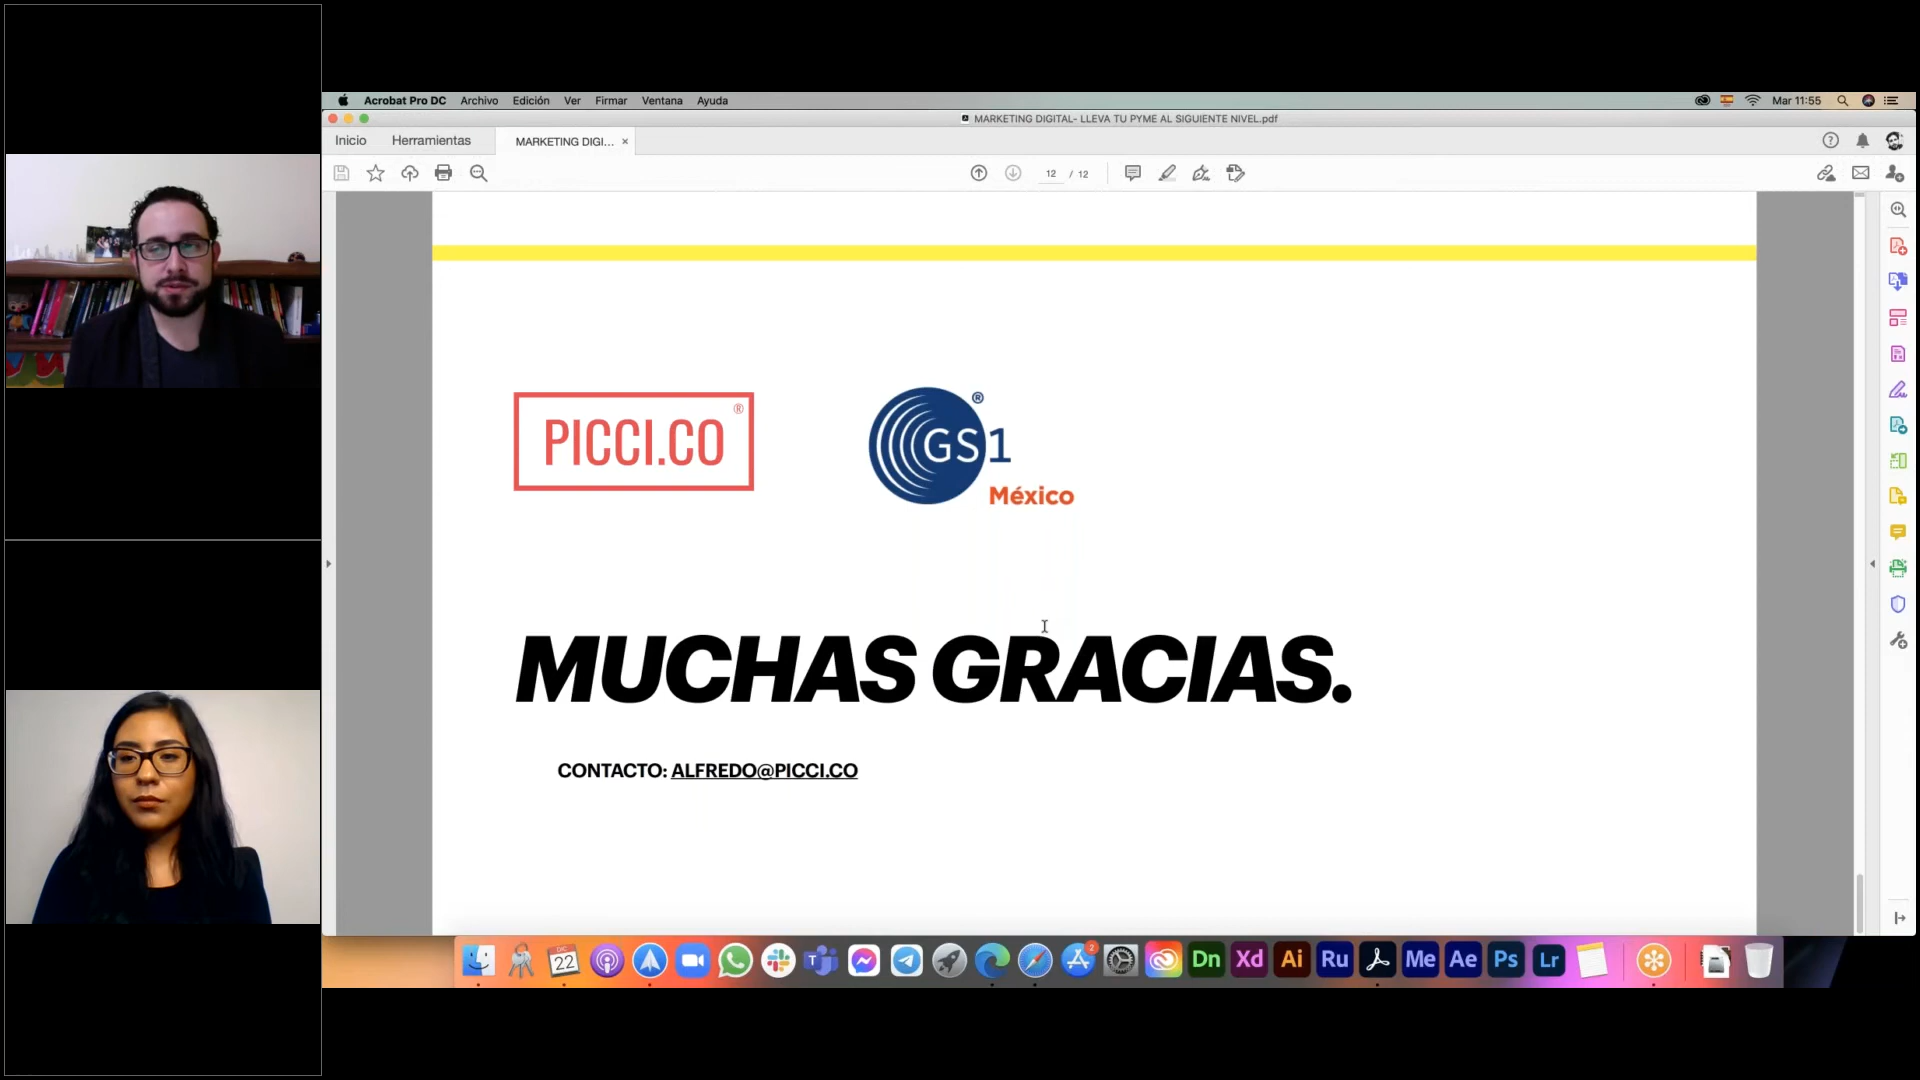 Acrobat Pro DC Archivo Edición Ver Firmar Ventana Ayuda Mar 11:55
MARKETING DIGITAL- LLEVA TU PYME AL SIGUIENTE NIVEL.pdf
Inicio Herramientas MARKETING DIGI... ×
12 / 12
PICCI.CO®
GS1®
México
MUCHAS GRACIAS.
CONTACTO: ALFREDO@PICCI.CO
DIC
22
2
Dn Xd Ai Ru Me Ae Ps Lr